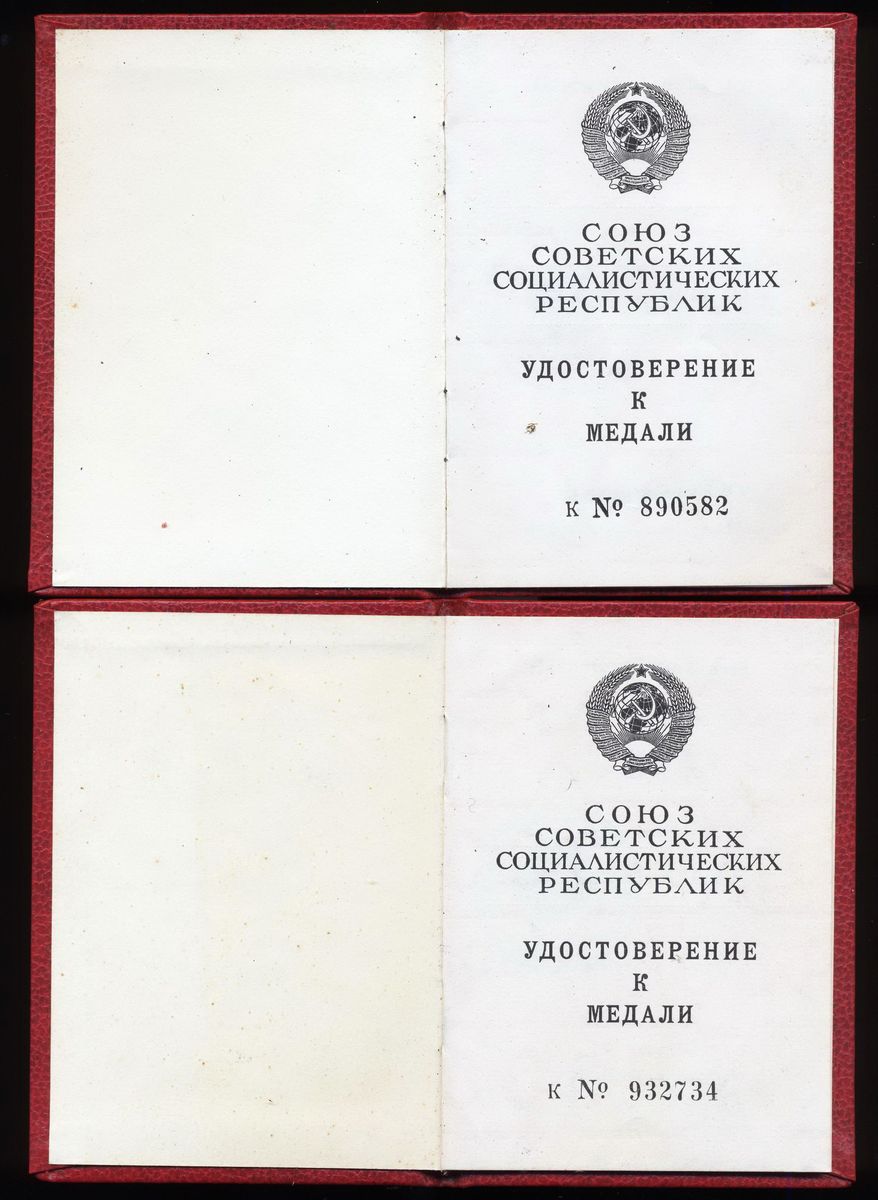 СОЮЗ
СОВЕТСКИХ
СОЦИАЛИСТИЧЕСКИХ
РЕСПУБЛИК
УДОСТОВЕРЕНИЕ
К
МЕДАЛИ
К № 890582
СОЮЗ
СОВЕТСКИХ
СОЦИАЛИСТИЧЕСКИХ
РЕСПУБЛИК
УДОСТОВЕРЕНИЕ
К
МЕДАЛИ
К № 932734